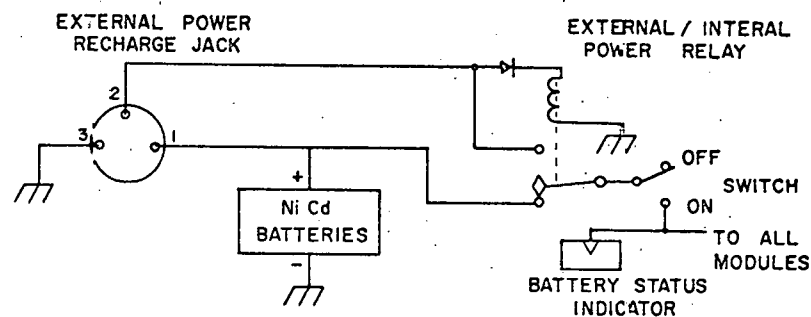 EXTERNAL POWER
RECHARGE JACK
EXTERNAL / INTERAL
POWER RELAY
2
3
1
+
Ni Cd
BATTERIES
-
OFF
SWITCH
ON
TO ALL
MODULES
BATTERY STATUS
INDICATOR